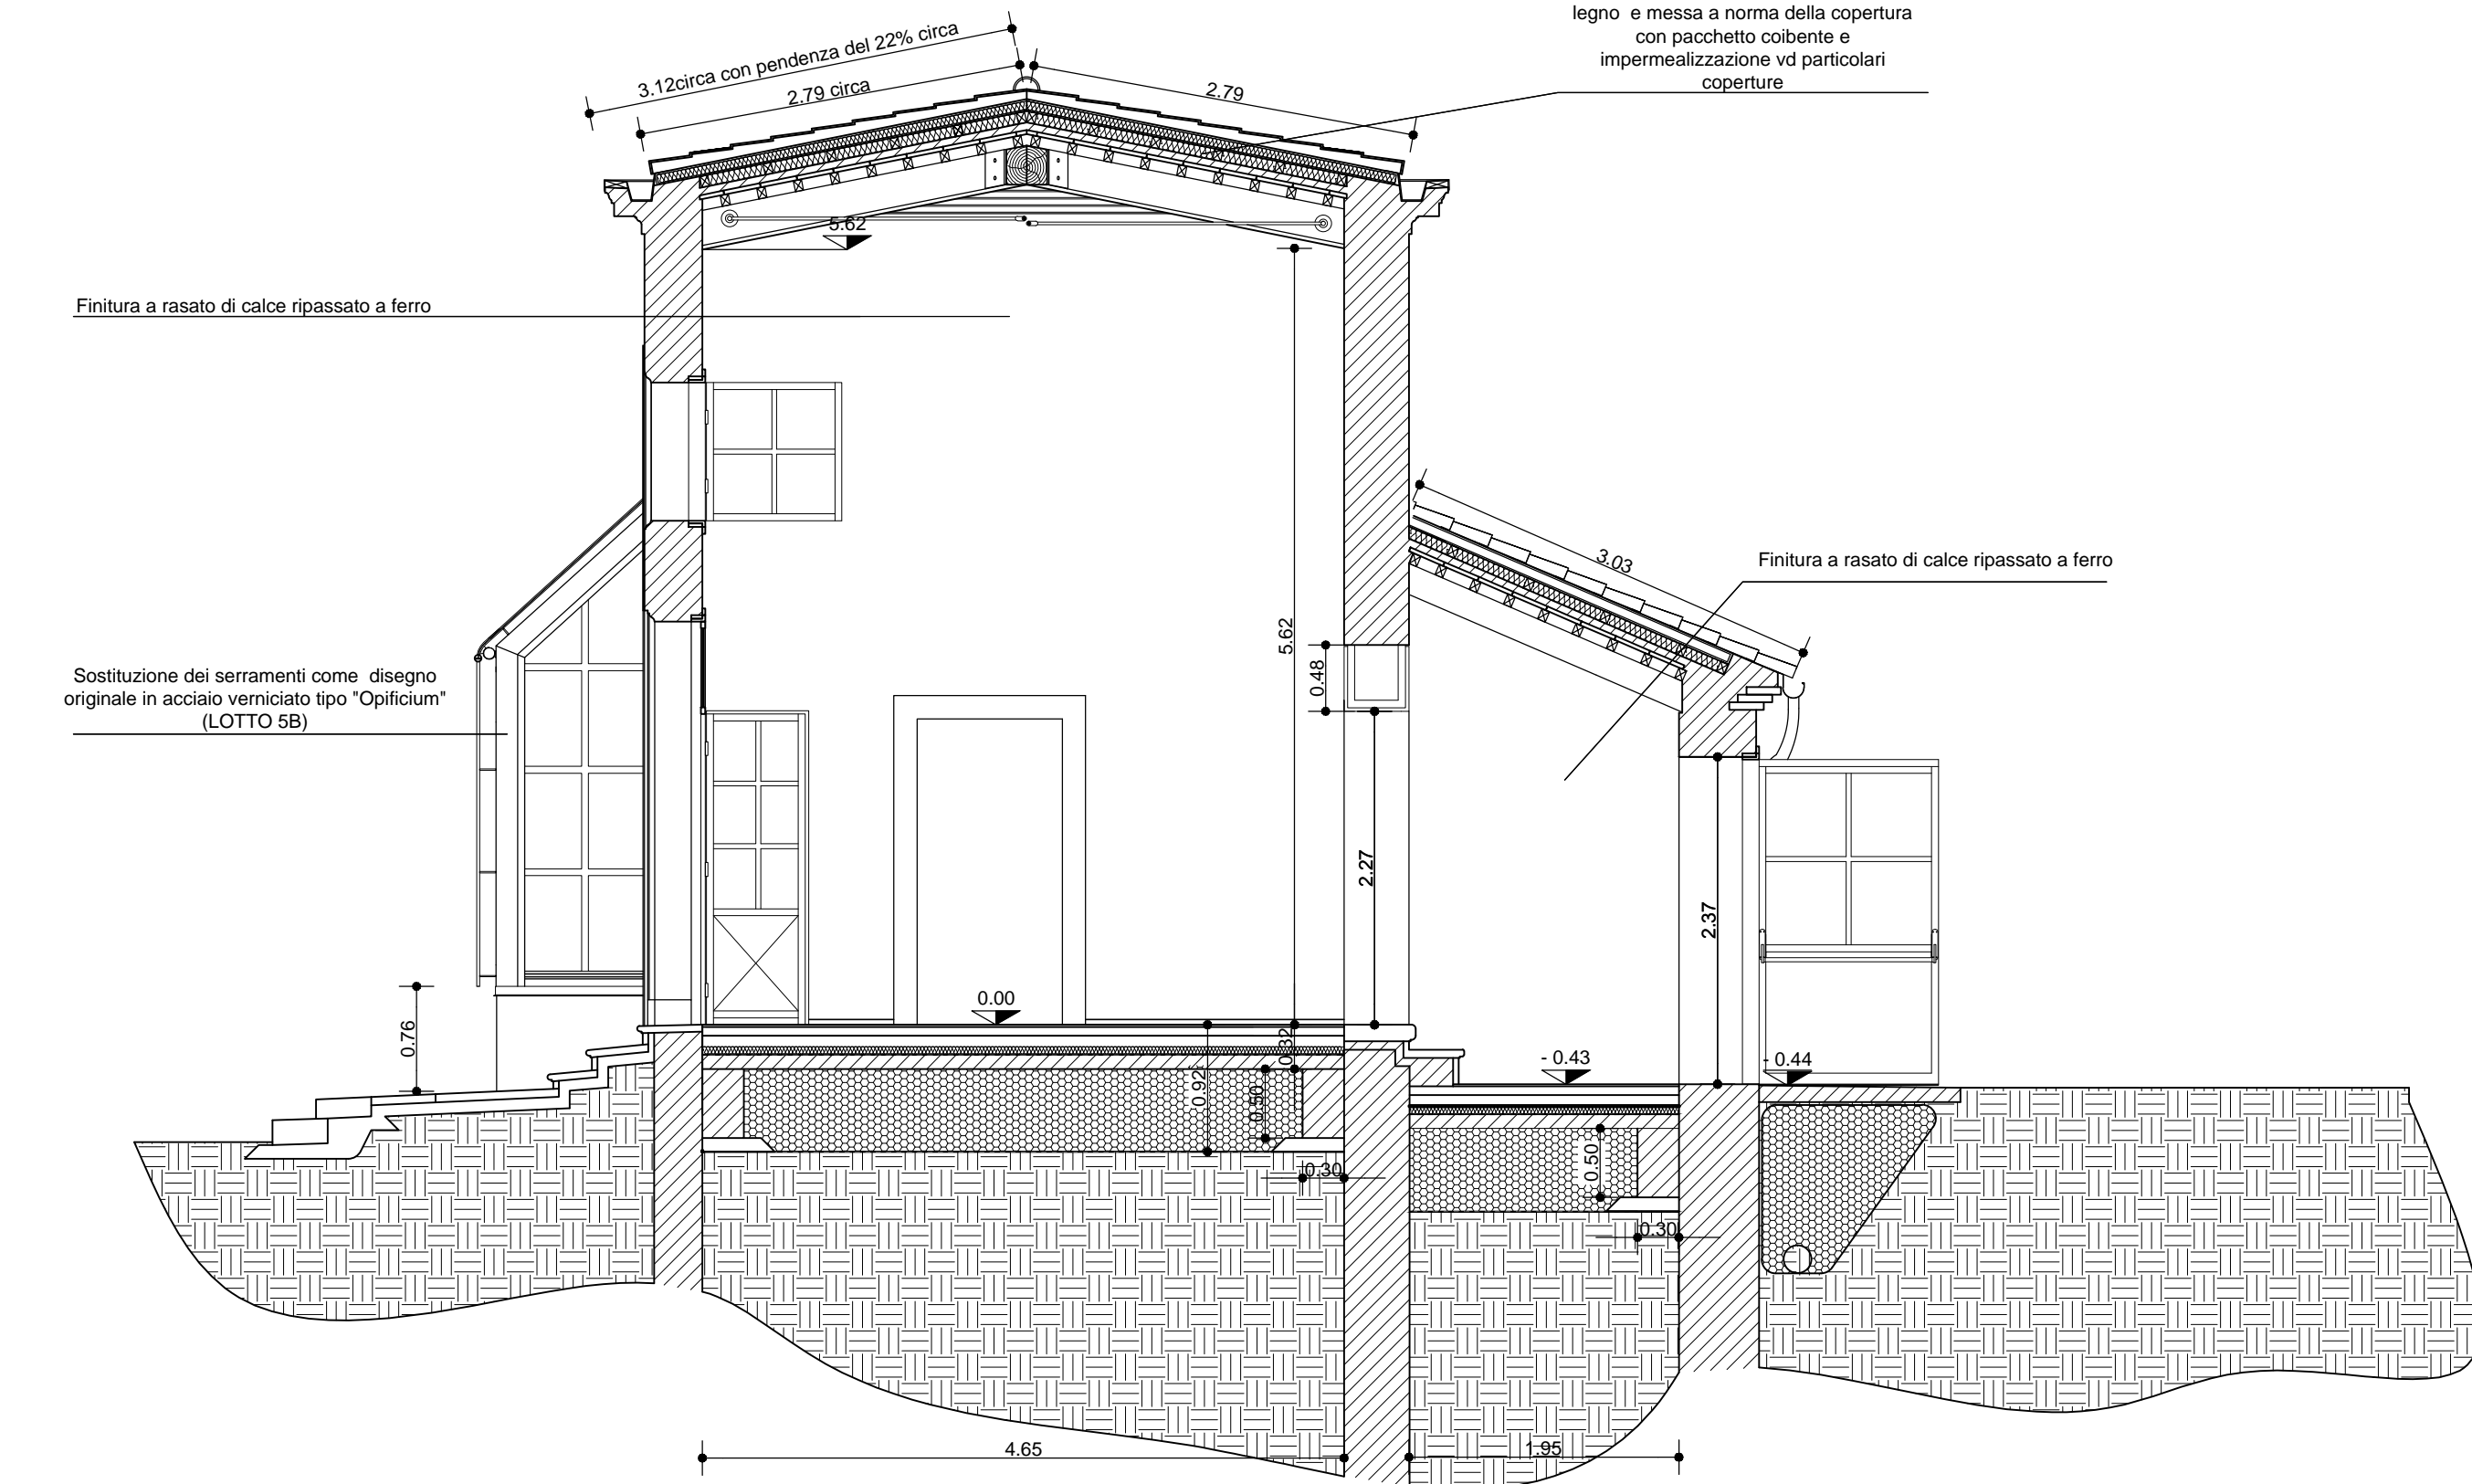 legno e messa a norma della copertura
con pacchetto coibente e
impermealizzazione vd particolari
coperture
3.12circa con pendenza del 22% circa
2.79 circa
2.79
5.62
Finitura a rasato di calce ripassato a ferro
3.03
Finitura a rasato di calce ripassato a ferro
5.62
0.48
Sostituzione dei serramenti come disegno
originale in acciaio verniciato tipo "Opificium"
(LOTTO 5B)
2.27
2.37
0.76
0.00
0.32
- 0.43
- 0.44
0.92
0.50
0.50
0.30
0.30
4.65
1.95